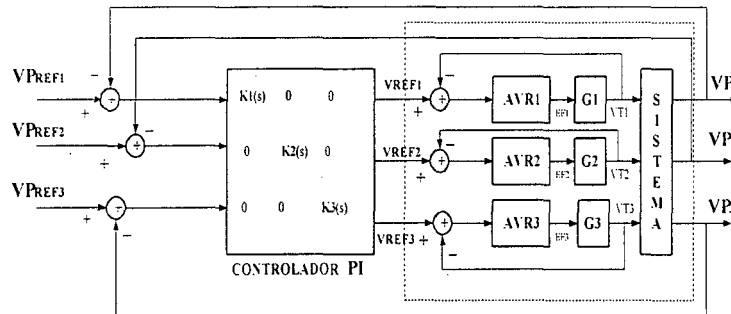 VPREF1
VPREF2
VPREF3
K1(s) 0 0
0 K2(s) 0
0 0 K3(s)
CONTROLADOR PI
VREF1
VREF2
VREF3
AVR1
EF1
G1
VT1
AVR2
EF2
G2
VT2
AVR3
EF3
G3
VT3
SISTEMA
VP
VP
VP